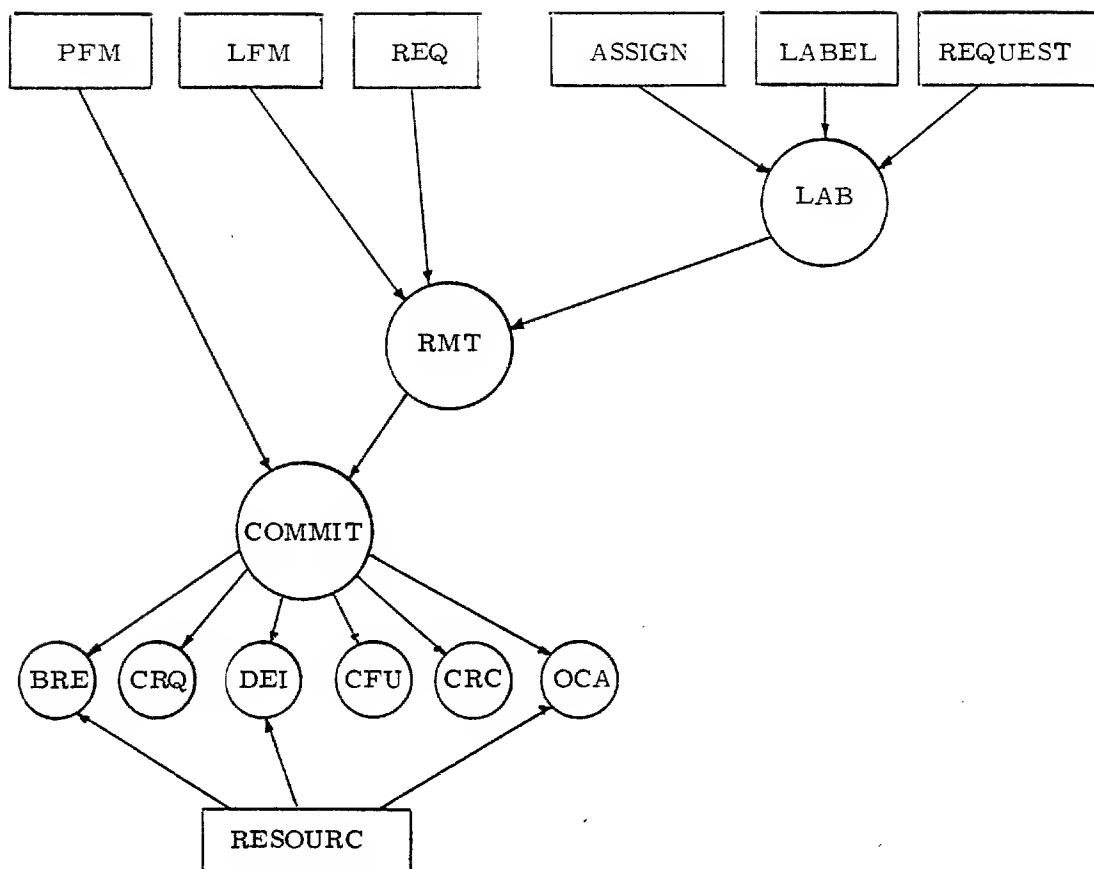 PFM
LFM
REQ
ASSIGN
LABEL
REQUEST
LAB
RMT
COMMIT
BRE
CRQ
DEI
CFU
CRC
OCA
RESOURC